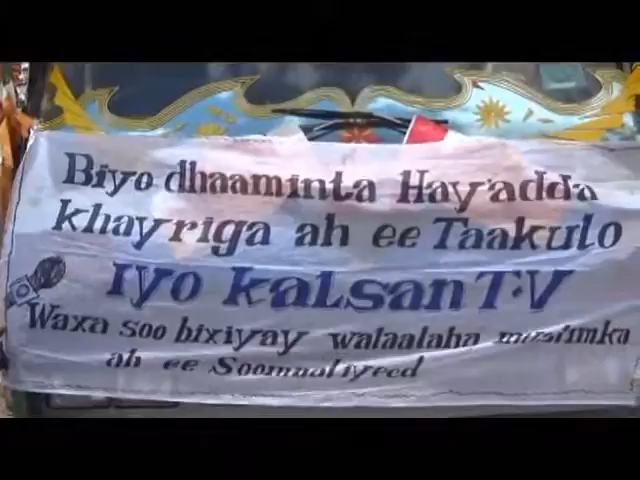 Biyo dhaaminta Hay'adda
khayriga ah ee Taakulo
Iyo kalsan T.V
Waxa soo bixiyay walaalaha muslimka
ah ee Soomaaliyeed